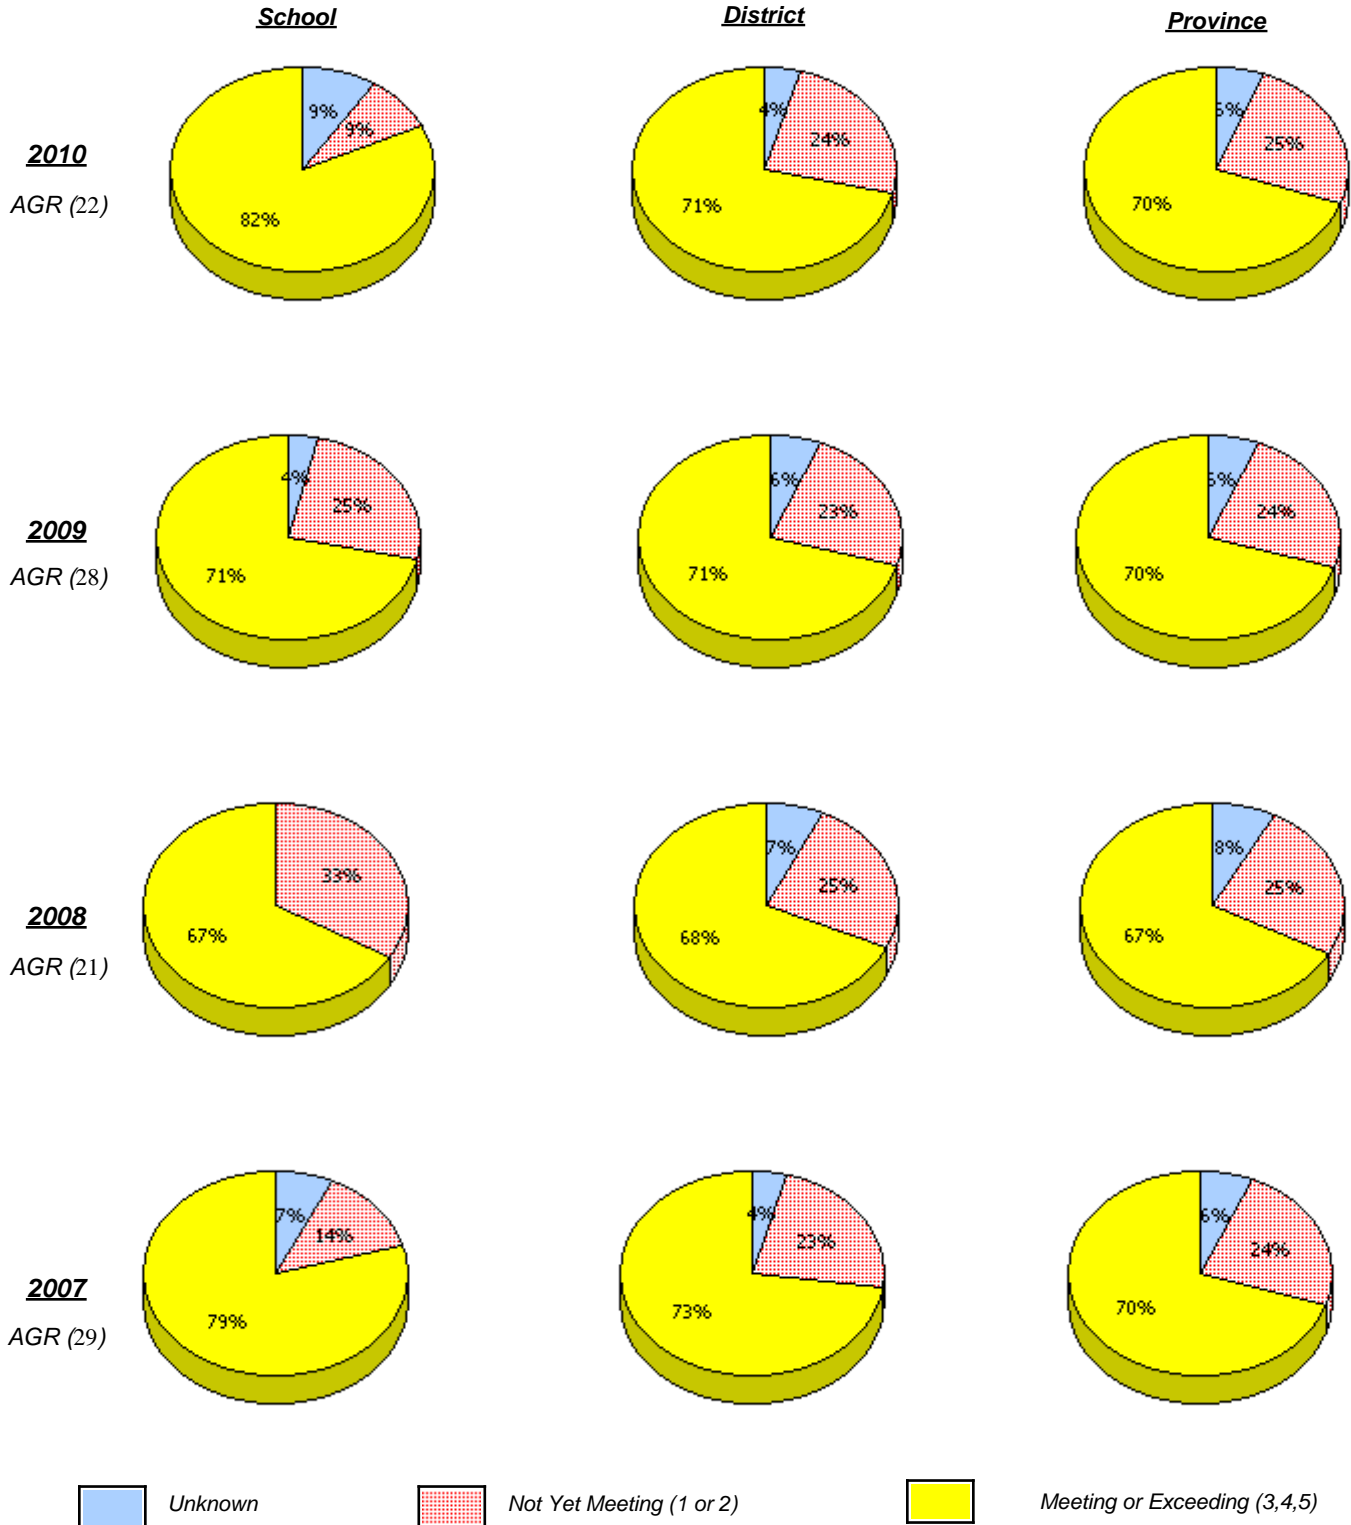 School District Province
9% 4% 5%
9% 24% 25%
2010
AGR (22)
82% 71% 70%
4% 6% 5%
25% 23% 24%
2009
AGR (28)
71% 71% 70%
7% 8%
33% 25% 25%
2008
AGR (21)
67% 68% 67%
7% 4% 6%
14% 23% 24%
2007
AGR (29)
79% 73% 70%
Unknown Not Yet Meeting (1 or 2) Meeting or Exceeding (3,4,5)